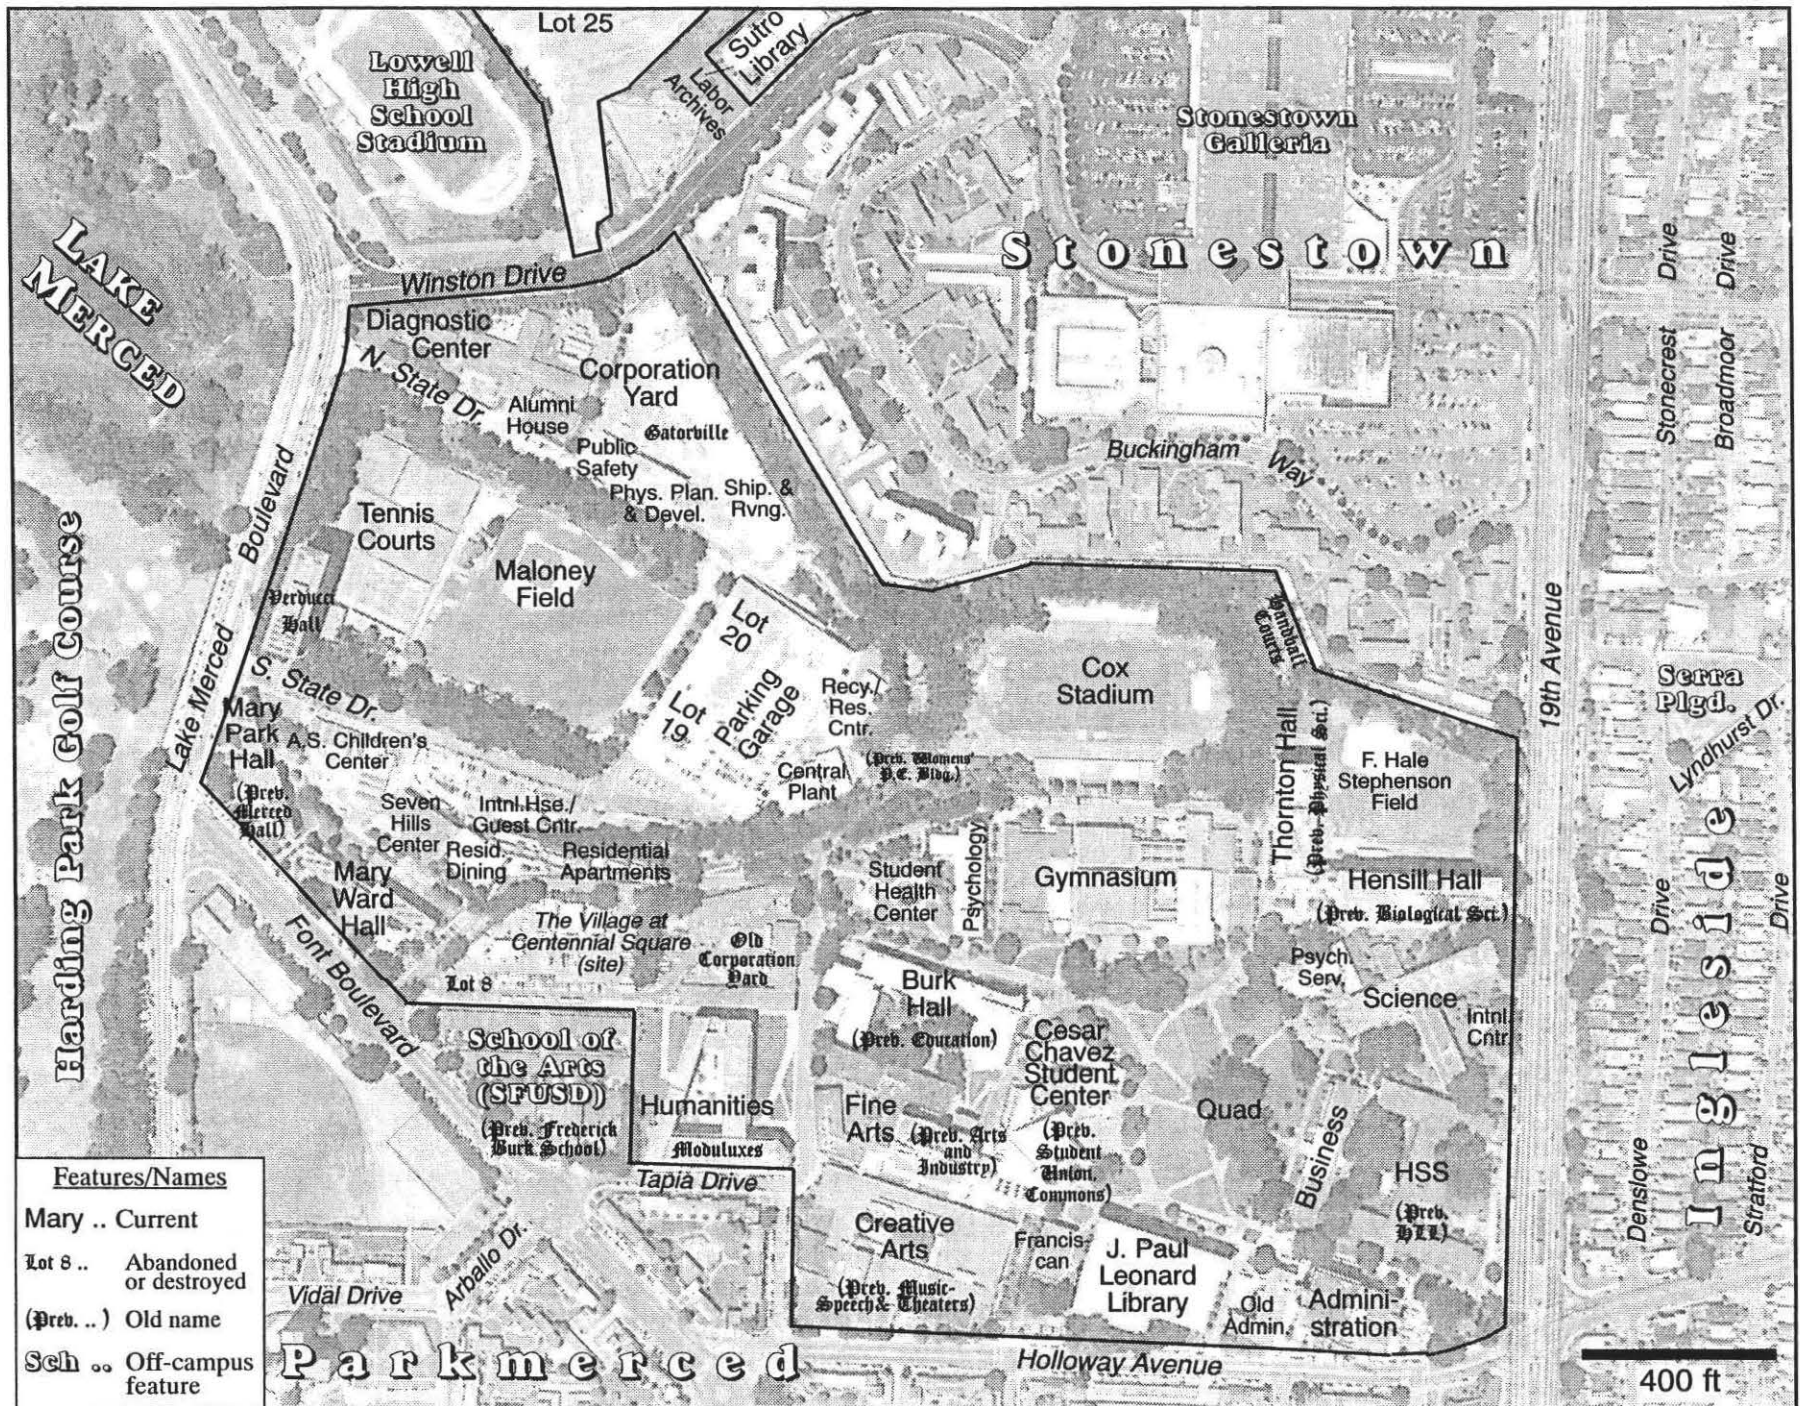 Lot 25
Sutro
Library
Labor
Archives
Lowell
High
School
Stadium
Stonestown
Galleria
LAKE
MERCED
Stonestown
Drive
Drive
Winston Drive
Diagnostic
Center
N. State Dr.
Corporation
Yard
Alumni
House
Gatorville
Public
Safety
Phys. Plan.
& Devel.
Ship. &
Rvng.
Stonecrest
Broadmoor
Buckingham Way
Lake Merced Boulevard
Tennis
Courts
Maloney
Field
Harding Park Golf Course
Verducci
Hall
Lot
20
Lot
19
Parking
Garage
Handball
Courts
19th Avenue
Cox
Stadium
Serra
Plgd.
Lyndhurst Dr.
S. State Dr.
Mary
Park
Hall
(Prev.
Merced
Hall)
A.S. Children's
Center
Recy./
Res.
Cntr.
Central
Plant
(Prev. Womens'
P.E. Bldg.)
Thornton Hall
(Prev. Physical Sci.)
F. Hale
Stephenson
Field
Seven
Hills
Center
Intnl.Hse./
Guest Cntr.
Resid.
Dining
Residential
Apartments
Mary
Ward
Hall
Student
Health
Center
Psychology
Gymnasium
Hensill Hall
(Prev. Biological Sci.)
Drive
Drive
Ingleside
Font Boulevard
The Village at
Centennial Square
(site)
Old
Corporation
Yard
Lot 8
Burk
Hall
(Prev. Education)
Psych.
Serv.
Science
Intnl.
Cntr.
School of
the Arts
(SFUSD)
(Prev. Frederick
Burk School)
Humanities
Moduluxes
Cesar
Chavez
Student
Center
(Prev.
Student
Union,
Commons)
Fine
Arts
(Prev. Arts
and
Industry)
Quad
Business
HSS
(Prev.
HLL)
Denslowe
Stratford
Tapia Drive
Creative
Arts
(Prev. Music-
Speech & Theaters)
Francis-
can
J. Paul
Leonard
Library
Old
Admin.
Admini-
stration
Vidal Drive
Arballo Dr.
Parkmerced
Holloway Avenue
400 ft
Features/Names
Mary .. Current
Lot 8 .. Abandoned
or destroyed
(Prev. .. ) Old name
Sch .. Off-campus
feature